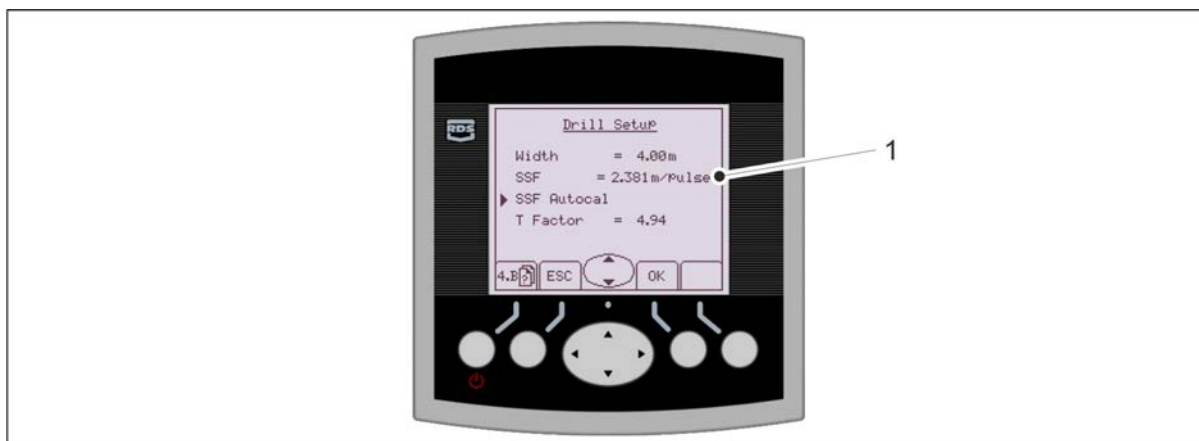 RDS
Drill Setup
Width = 4.00m
SSF = 2.381m/pulse
SSF Autocal
T Factor = 4.94
4.B ESC OK
1